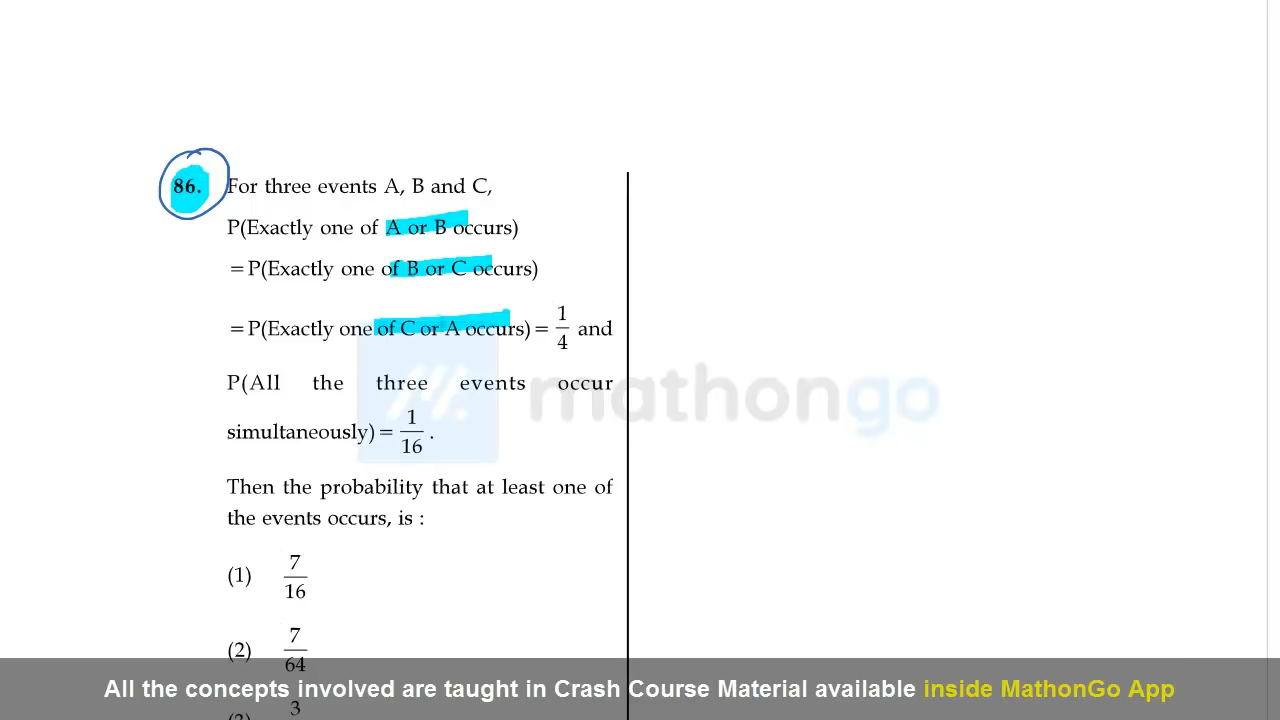 86. For three events A, B and C,
P(Exactly one of A or B occurs)
= P(Exactly one of B or C occurs)
= P(Exactly one of C or A occurs) = 1/4 and
P(All the three events occur
simultaneously) = 1/16 .
mathongo
Then the probability that at least one of
the events occurs, is :
(1) 7/16
(2) 7/64
(3) 3
All the concepts involved are taught in Crash Course Material available inside MathonGo App